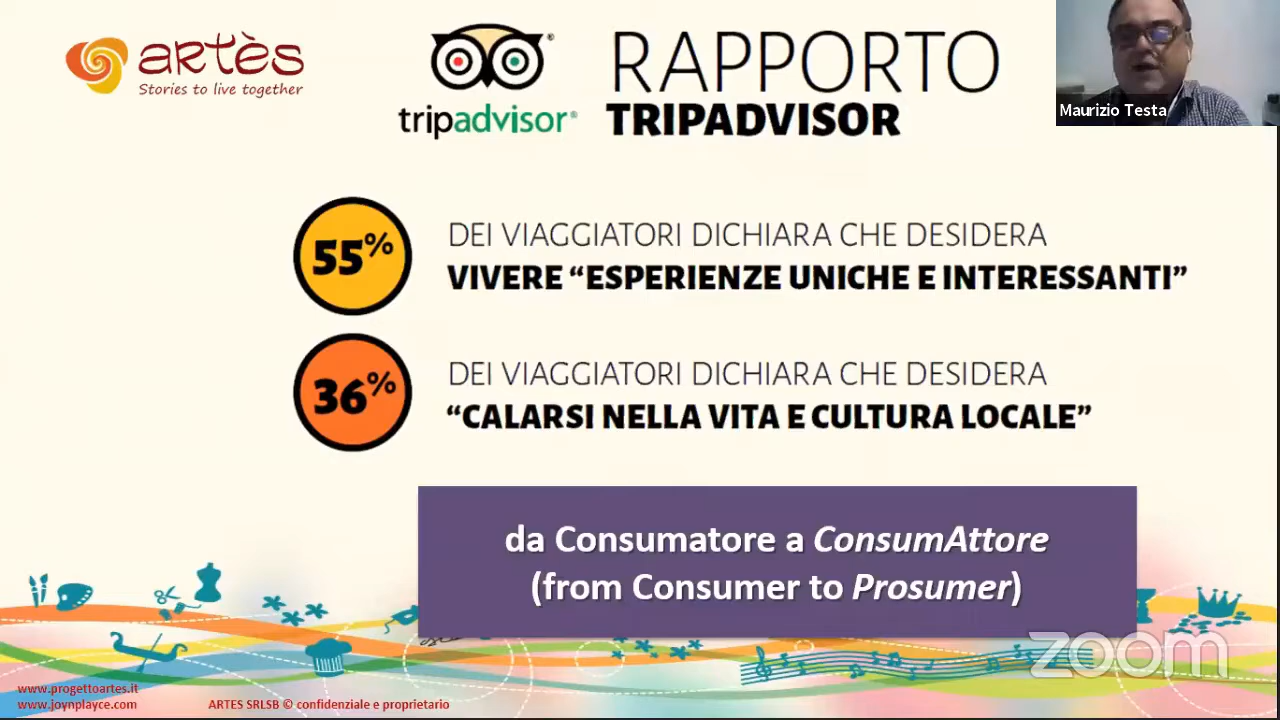 artès
Stories to live together
tripadvisor®
RAPPORTO
TRIPADVISOR
Maurizio Testa
55%
DEI VIAGGIATORI DICHIARA CHE DESIDERA
VIVERE “ESPERIENZE UNICHE E INTERESSANTI”
36%
DEI VIAGGIATORI DICHIARA CHE DESIDERA
“CALARSI NELLA VITA E CULTURA LOCALE”
da Consumatore a ConsumAttore
(from Consumer to Prosumer)
zoom
www.progettoartes.it
www.joynplayce.com
ARTES SRLSB © confidenziale e proprietario